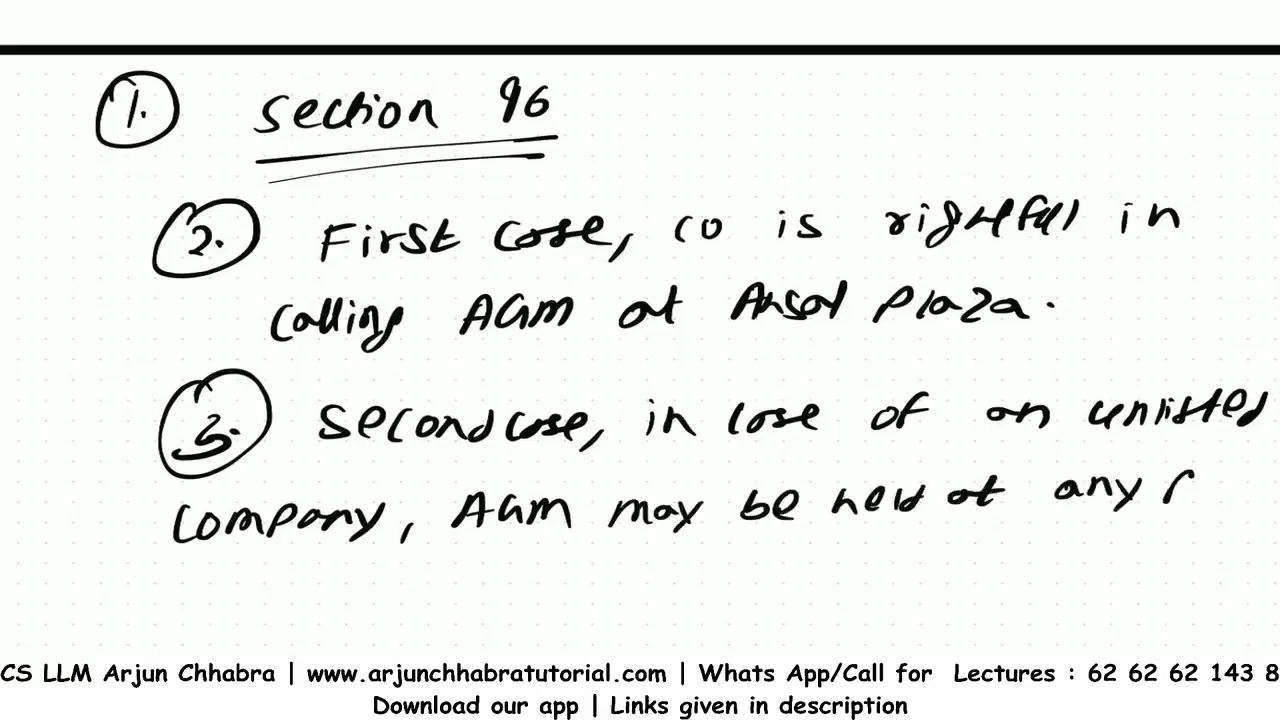 1. Section 96
2. First case, co is rightful in
calling AGM at Ansal plaza.
3. Second case, in case of an unlisted
company, AGM may be held at any
CS LLM Arjun Chhabra | www.arjunchhabratutorial.com | Whats App/Call for Lectures : 62 62 62 143 8
Download our app | Links given in description